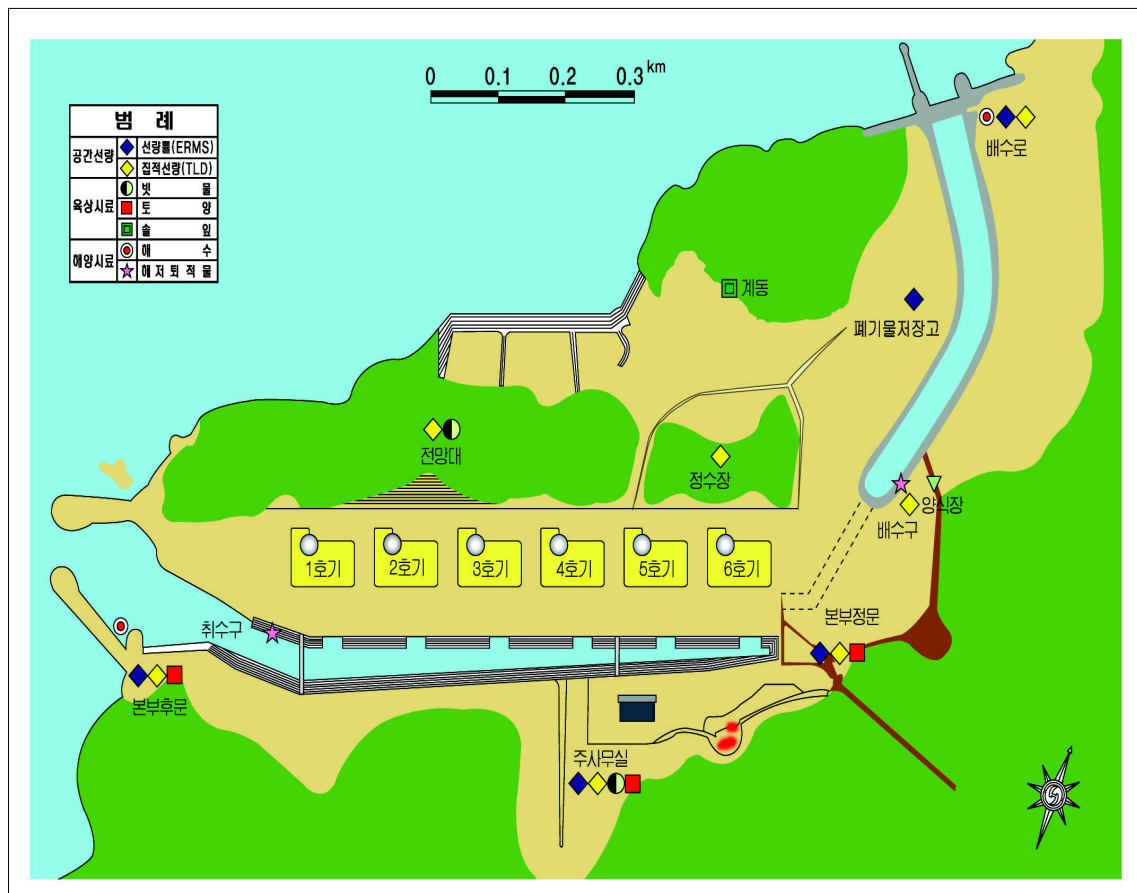 0 0.1 0.2 0.3 km
범 례
공간선량
선량률(ERMS)
집적선량(TLD)
육상시료
빗 물
토 양
솔 잎
해양시료
해 수
해 저 퇴 적 물
배수로
계동
폐기물저장고
전망대
정수장
양식장
배수구
1호기 2호기 3호기 4호기 5호기 6호기
취수구
본부정문
본부후문
주사무실